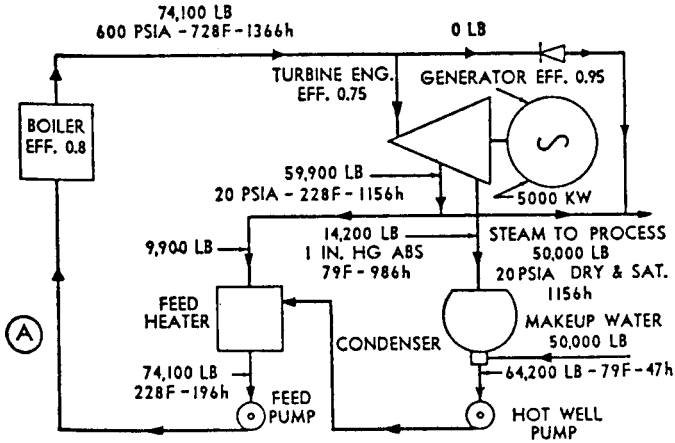 74,100 LB
600 PSIA - 728F - 1366h
0 LB
TURBINE ENG.
EFF. 0.75
GENERATOR EFF. 0.95
BOILER
EFF. 0.8
59,900 LB
20 PSIA - 228F - 1156h
5000 KW
9,900 LB
14,200 LB
1 IN. HG ABS
79F - 986h
STEAM TO PROCESS
50,000 LB
20 PSIA DRY & SAT.
1156h
FEED
HEATER
CONDENSER
MAKEUP WATER
50,000 LB
A
74,100 LB
228F - 196h
64,200 LB - 79F - 47h
FEED
PUMP
HOT WELL
PUMP